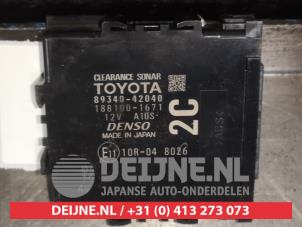 CLEARANCE SONAR
TOYOTA
89340-42040
188100-1671
12V A10S-
DENSO
MADE IN JAPAN
2C
E11 10R-04 8026
DEIJNE.NL
JAPANSE AUTO-ONDERDELEN
DEIJNE.NL / +31 (0) 413 273 073